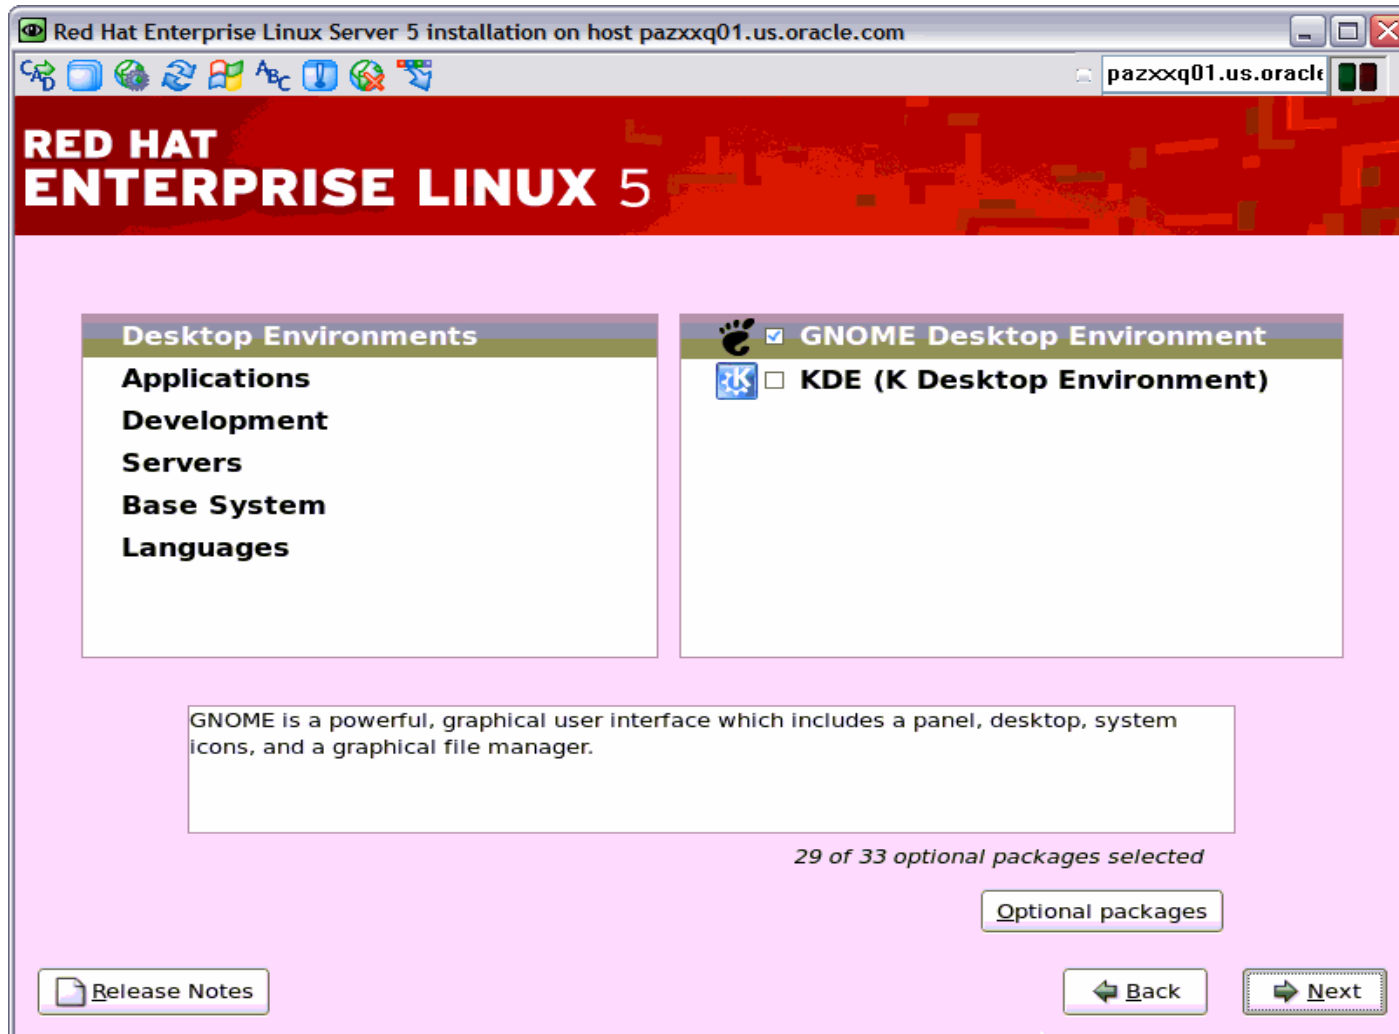 Red Hat Enterprise Linux Server 5 installation on host pazxxq01.us.oracle.com
pazxxq01.us.oracle
RED HAT
ENTERPRISE LINUX 5
Desktop Environments
Applications
Development
Servers
Base System
Languages
GNOME Desktop Environment
KDE (K Desktop Environment)
GNOME is a powerful, graphical user interface which includes a panel, desktop, system
icons, and a graphical file manager.
29 of 33 optional packages selected
Optional packages
Release Notes
Back
Next